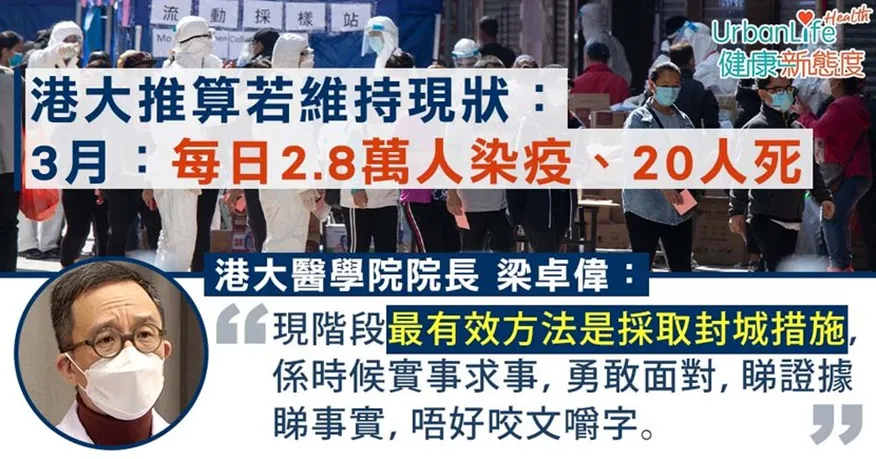 流動採樣站
UrbanLife Health
健康新態度
港大推算若維持現狀：
3月：每日2.8萬人染疫、20人死
港大醫學院院長 梁卓偉：
現階段最有效方法是採取封城措施,
係時候實事求事, 勇敢面對, 睇證據
睇事實, 唔好咬文嚼字。